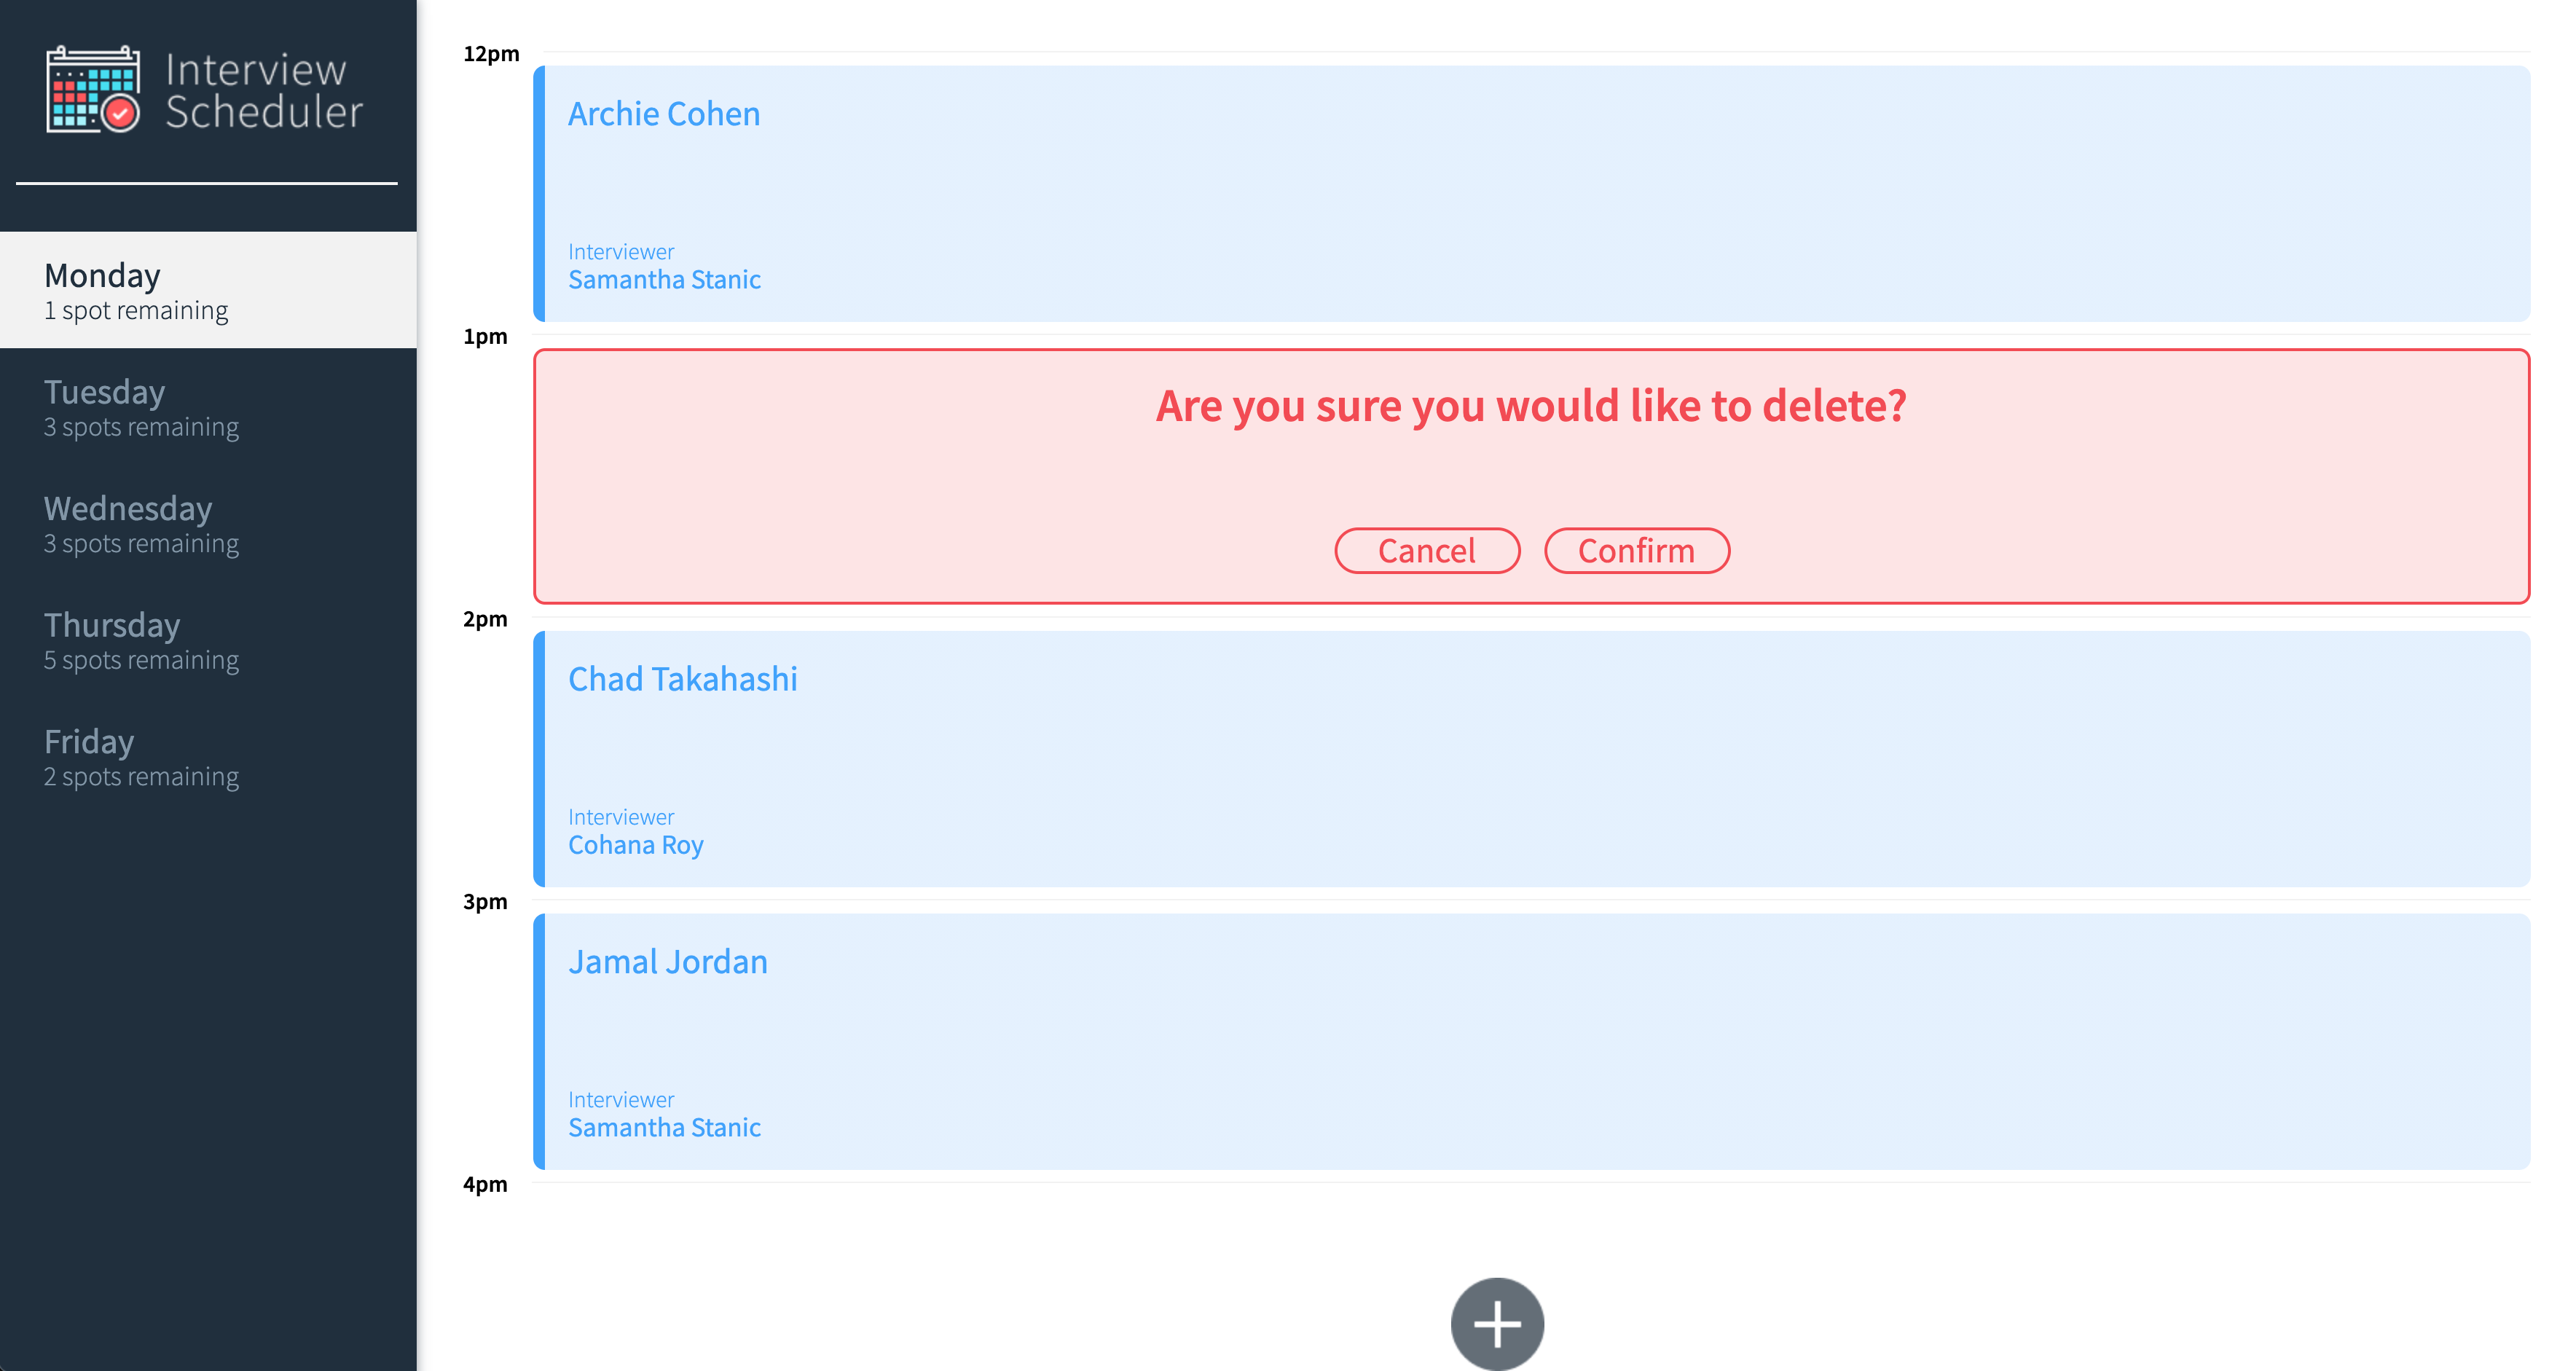 Interview
Scheduler
Monday
1 spot remaining
Tuesday
3 spots remaining
Wednesday
3 spots remaining
Thursday
5 spots remaining
Friday
2 spots remaining
12pm
Archie Cohen
Interviewer
Samantha Stanic
1pm
Are you sure you would like to delete?
Cancel
Confirm
2pm
Chad Takahashi
Interviewer
Cohana Roy
3pm
Jamal Jordan
Interviewer
Samantha Stanic
4pm